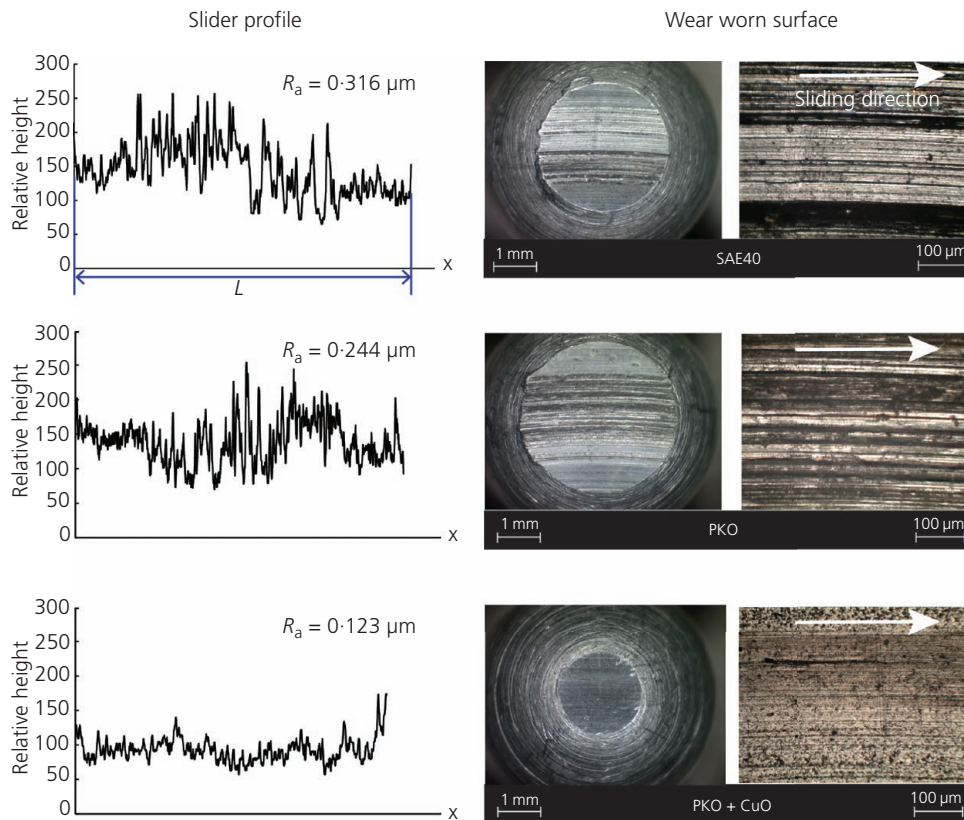 Slider profile
Wear worn surface
Relative height
300
250
200
150
100
50
0
Rₐ = 0·316 µm
x
L
Sliding direction
1 mm
SAE40
100 µm
Relative height
300
250
200
150
100
50
0
Rₐ = 0·244 µm
x
1 mm
PKO
100 µm
Relative height
300
250
200
150
100
50
0
Rₐ = 0·123 µm
x
1 mm
PKO + CuO
100 µm